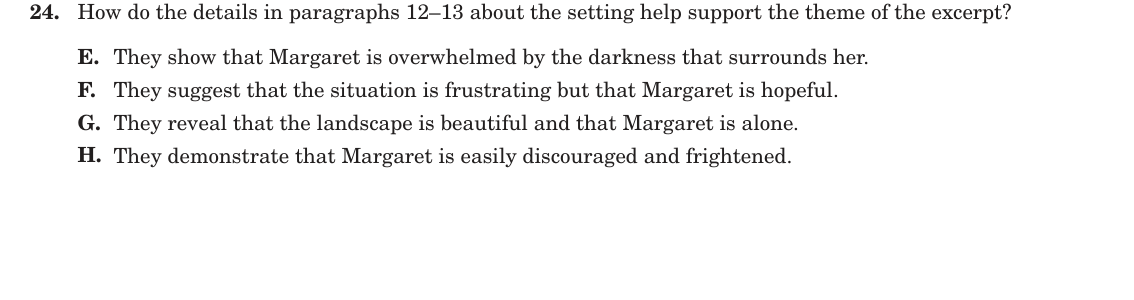 24. How do the details in paragraphs 12–13 about the setting help support the theme of the excerpt?
E. They show that Margaret is overwhelmed by the darkness that surrounds her.
F. They suggest that the situation is frustrating but that Margaret is hopeful.
G. They reveal that the landscape is beautiful and that Margaret is alone.
H. They demonstrate that Margaret is easily discouraged and frightened.